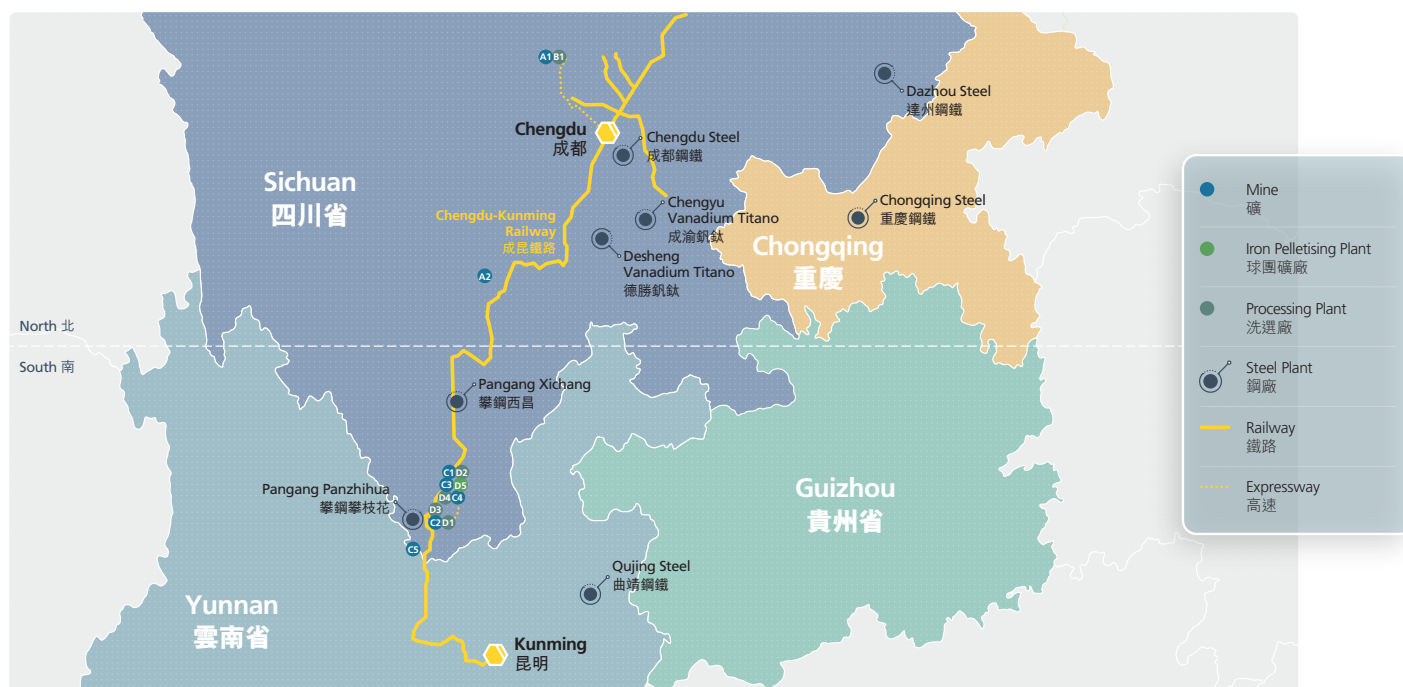 A1 B1
Dazhou Steel
達州鋼鐵
Chengdu
成都
Chengdu Steel
成都鋼鐵
Sichuan
四川省
Chengyu
Vanadium Titano
成渝釩鈦
Chongqing Steel
重慶鋼鐵
Chengdu-Kunming
Railway
成昆鐵路
Desheng
Vanadium Titano
德勝釩鈦
Chongqing
重慶
A2
North 北
South 南
Pangang Xichang
攀鋼西昌
C1 D2
C3 D5
D4 C4
D3
C2 D1
Pangang Panzhihua
攀鋼攀枝花
C5
Guizhou
貴州省
Qujing Steel
曲靖鋼鐵
Yunnan
雲南省
Kunming
昆明
Mine
礦
Iron Pelletising Plant
球團礦廠
Processing Plant
洗選廠
Steel Plant
鋼廠
Railway
鐵路
Expressway
高速